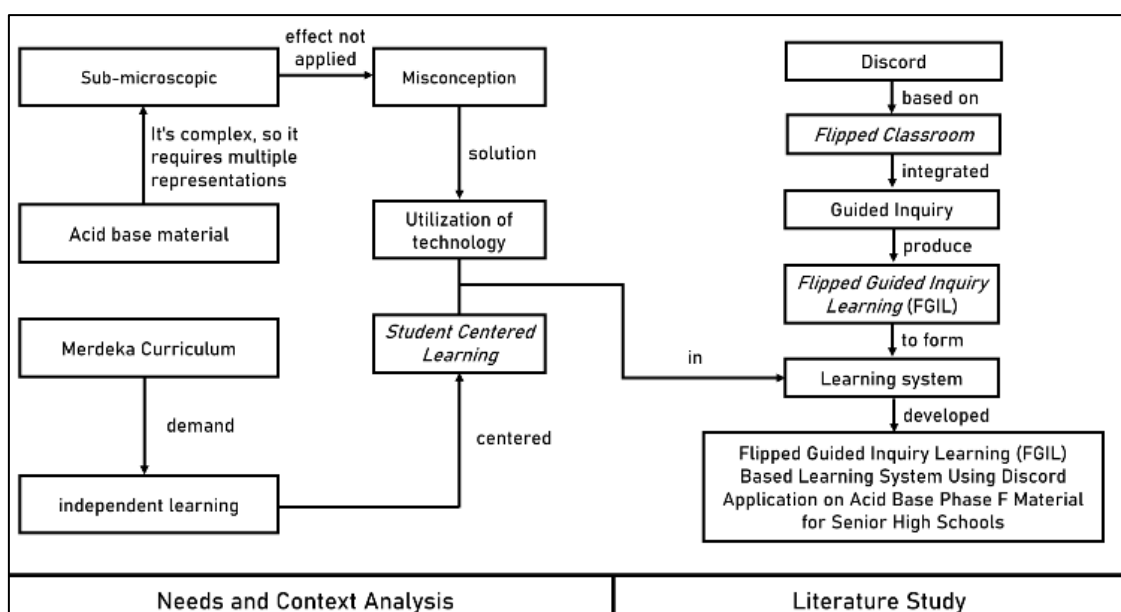 effect not
applied
Sub-microscopic
Misconception
It's complex, so it
requires multiple
representations
solution
Acid base material
Utilization of
technology
Merdeka Curriculum
Student Centered
Learning
demand
centered
independent learning
in
Discord
based on
Flipped Classroom
integrated
Guided Inquiry
produce
Flipped Guided Inquiry
Learning (FGIL)
to form
Learning system
developed
Flipped Guided Inquiry Learning (FGIL)
Based Learning System Using Discord
Application on Acid Base Phase F Material
for Senior High Schools
Needs and Context Analysis
Literature Study